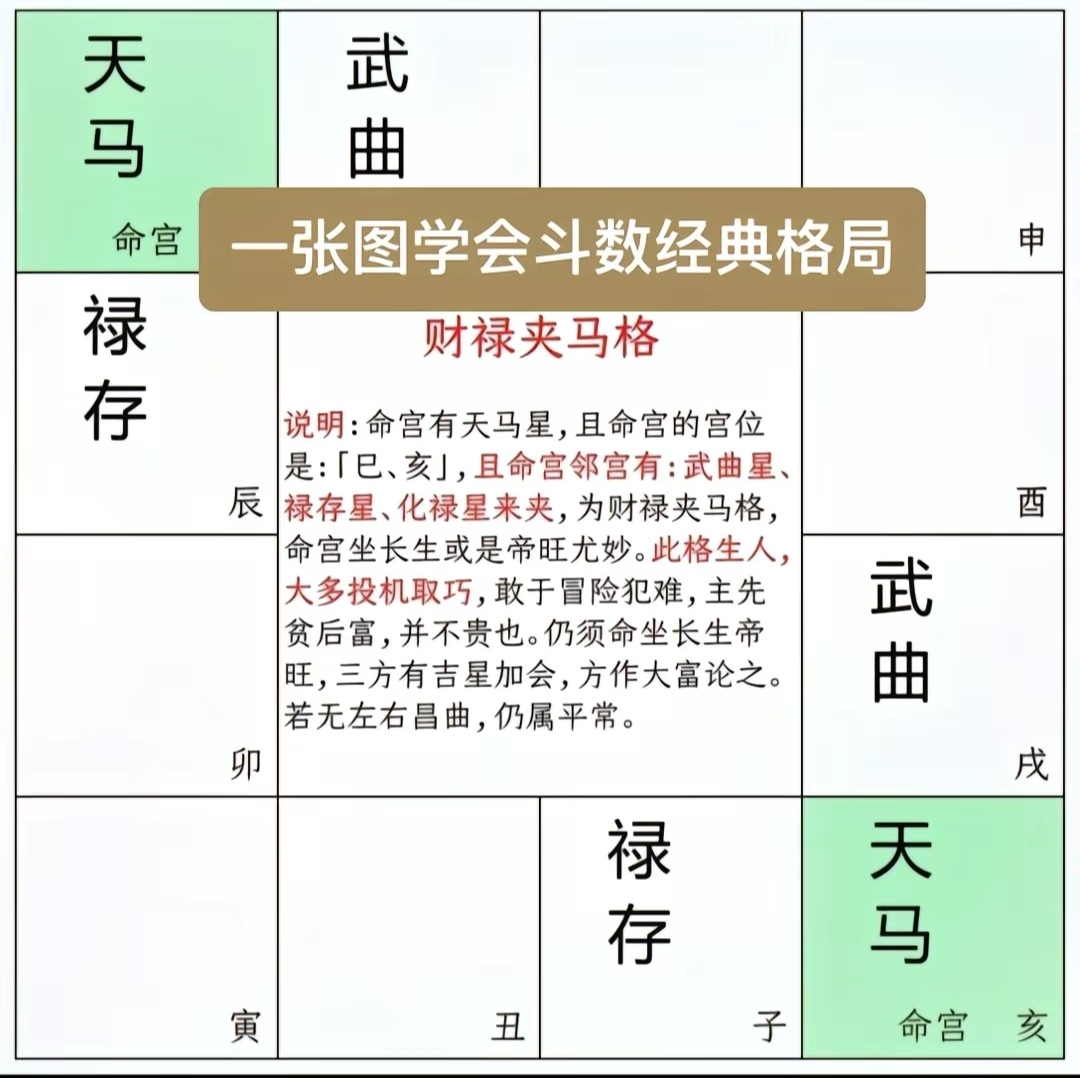 天马
命宫
武曲
一张图学会斗数经典格局
申
禄存
辰
财禄夹马格
说明:命宫有天马星,且命宫的宫位
是:「巳、亥」,且命宫邻宫有:武曲星、
禄存星、化禄星来夹,为财禄夹马格,
命宫坐长生或是帝旺尤妙。此格生人,
大多投机取巧,敢于冒险犯难,主先
贫后富,并不贵也。仍须命坐长生帝
旺,三方有吉星加会,方作大富论之。
若无左右昌曲,仍属平常。
酉
卯
武曲
戌
寅
丑
禄存
子
天马
命宫 亥